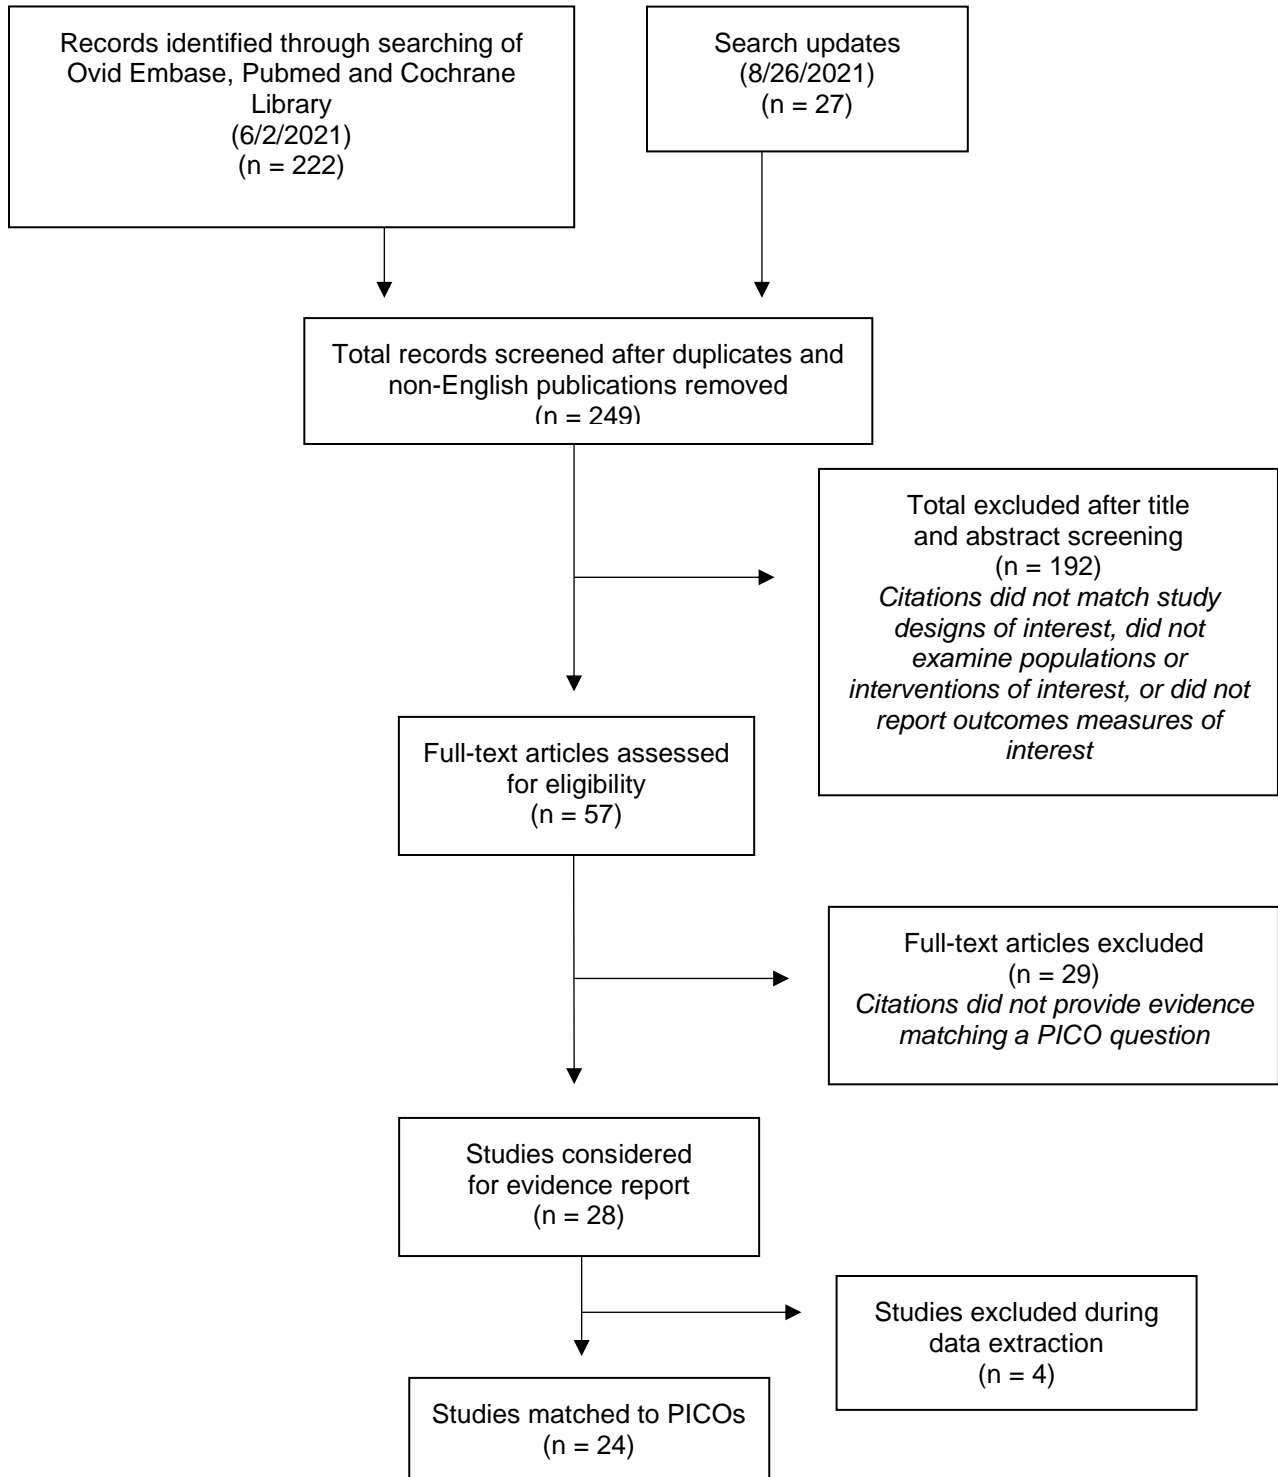 Records identified through searching of
Ovid Embase, Pubmed and Cochrane
Library
(6/2/2021)
(n = 222)
Search updates
(8/26/2021)
(n = 27)
Total records screened after duplicates and
non-English publications removed
(n = 249)
Total excluded after title
and abstract screening
(n = 192)
Citations did not match study
designs of interest, did not
examine populations or
interventions of interest, or did not
report outcomes measures of
interest
Full-text articles assessed
for eligibility
(n = 57)
Full-text articles excluded
(n = 29)
Citations did not provide evidence
matching a PICO question
Studies considered
for evidence report
(n = 28)
Studies excluded during
data extraction
(n = 4)
Studies matched to PICOs
(n = 24)